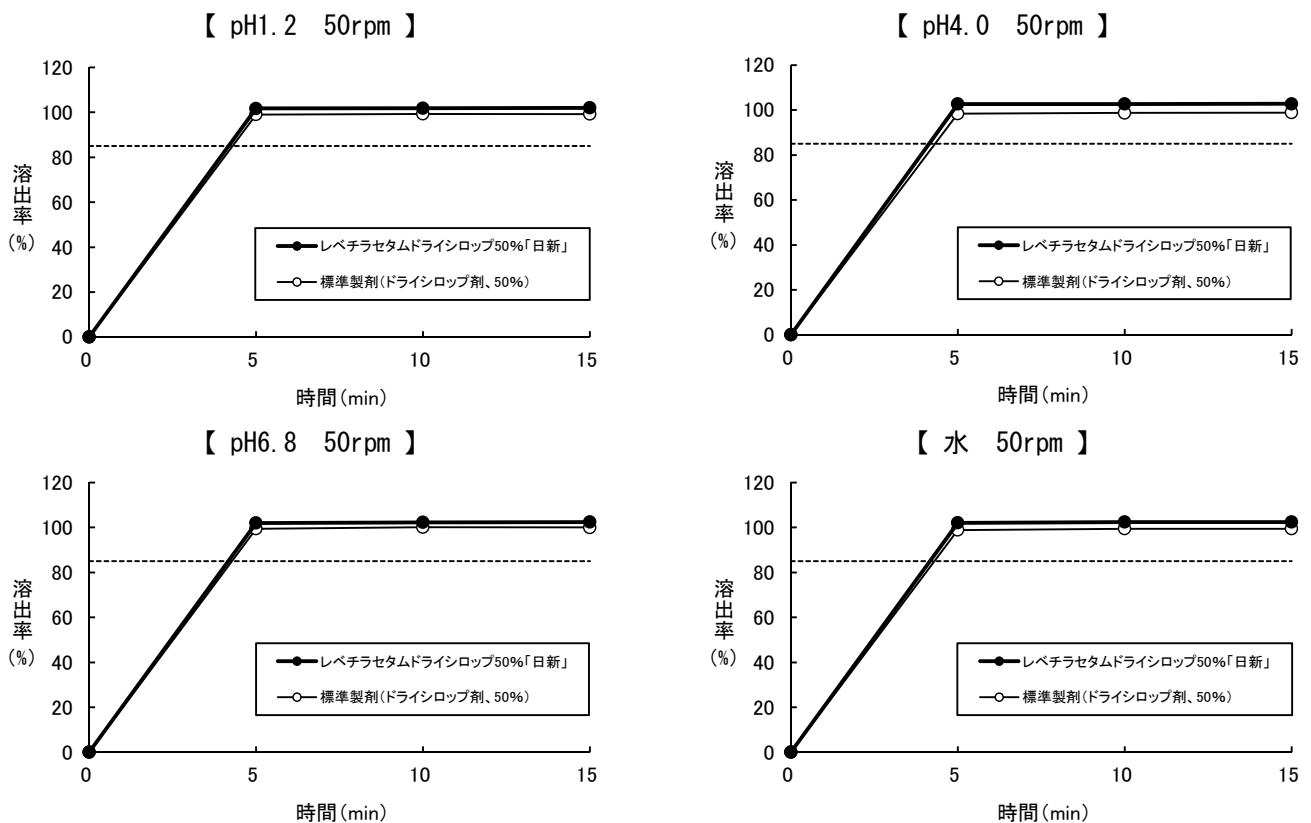 【 pH1.2　50rpm 】
120
100
80
60
40
20
0
溶出率
(%)
レベチラセタムドライシロップ50%「日新」
標準製剤(ドライシロップ剤、50%)
0 5 10 15
時間(min)
【 pH4.0　50rpm 】
120
100
80
60
40
20
0
溶出率
(%)
レベチラセタムドライシロップ50%「日新」
標準製剤(ドライシロップ剤、50%)
0 5 10 15
時間(min)
【 pH6.8　50rpm 】
120
100
80
60
40
20
0
溶出率
(%)
レベチラセタムドライシロップ50%「日新」
標準製剤(ドライシロップ剤、50%)
0 5 10 15
時間(min)
【 水　50rpm 】
120
100
80
60
40
20
0
溶出率
(%)
レベチラセタムドライシロップ50%「日新」
標準製剤(ドライシロップ剤、50%)
0 5 10 15
時間(min)